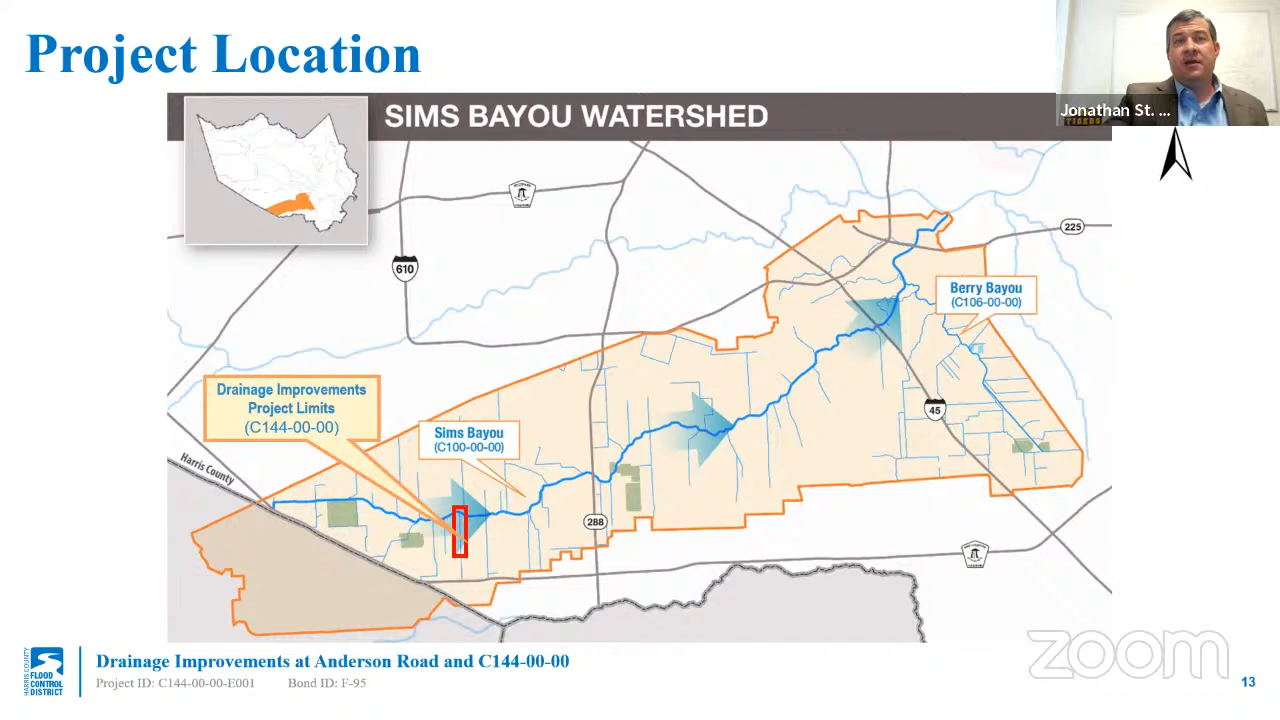 Project Location
SIMS BAYOU WATERSHED
Jonathan St. ...
TIGERS
225
610
Berry Bayou
(C106-00-00)
Drainage Improvements
Project Limits
(C144-00-00)
Sims Bayou
(C100-00-00)
45
Harris County
288
zoom
HARRIS COUNTY
FLOOD
CONTROL
DISTRICT
Drainage Improvements at Anderson Road and C144-00-00
Project ID: C144-00-00-E001 Bond ID: F-95
13